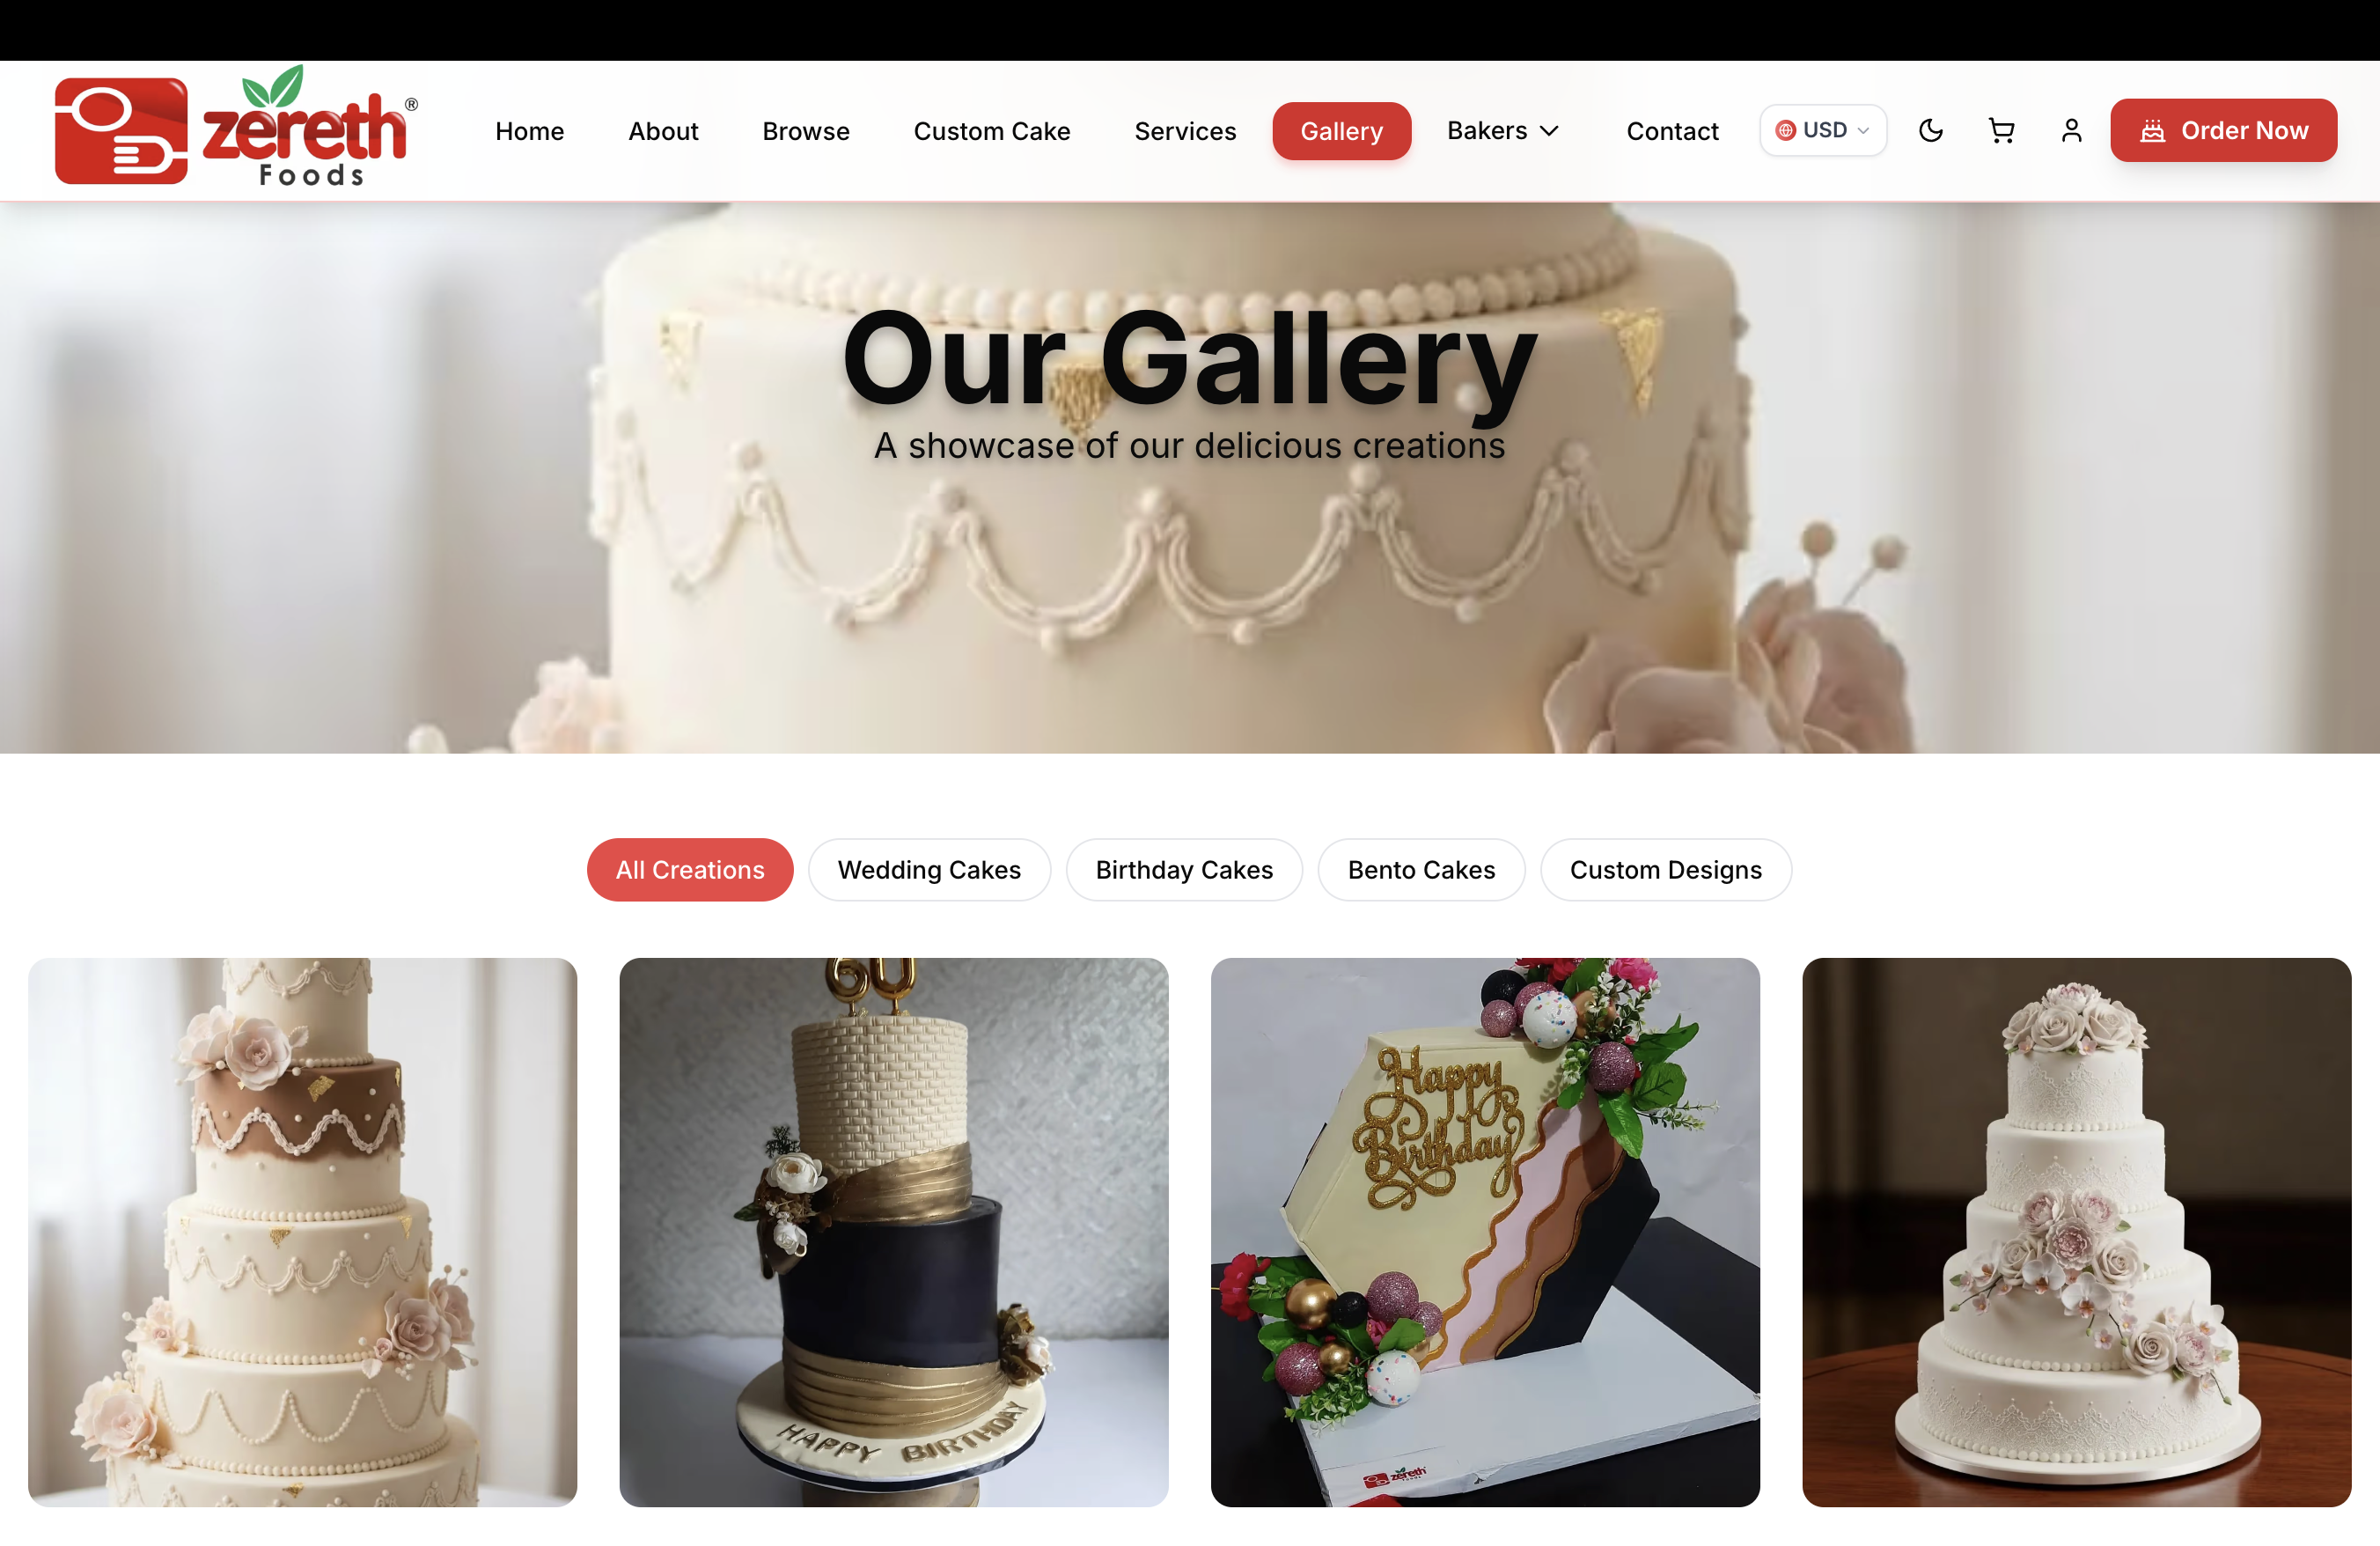 zereth®
Foods
Home
About
Browse
Custom Cake
Services
Gallery
Bakers
Contact
USD
Order Now
Our Gallery
A showcase of our delicious creations
All Creations
Wedding Cakes
Birthday Cakes
Bento Cakes
Custom Designs
60
HAPPY BIRTHDAY
Happy
Birthday
zereth